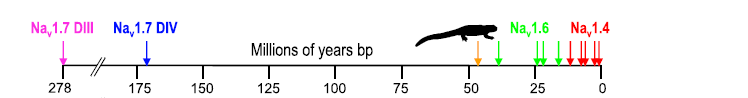 Nav1.7 DIII Nav1.7 DIV Nav1.6 Nav1.4
Millions of years bp
278 175 150 125 100 75 50 25 0